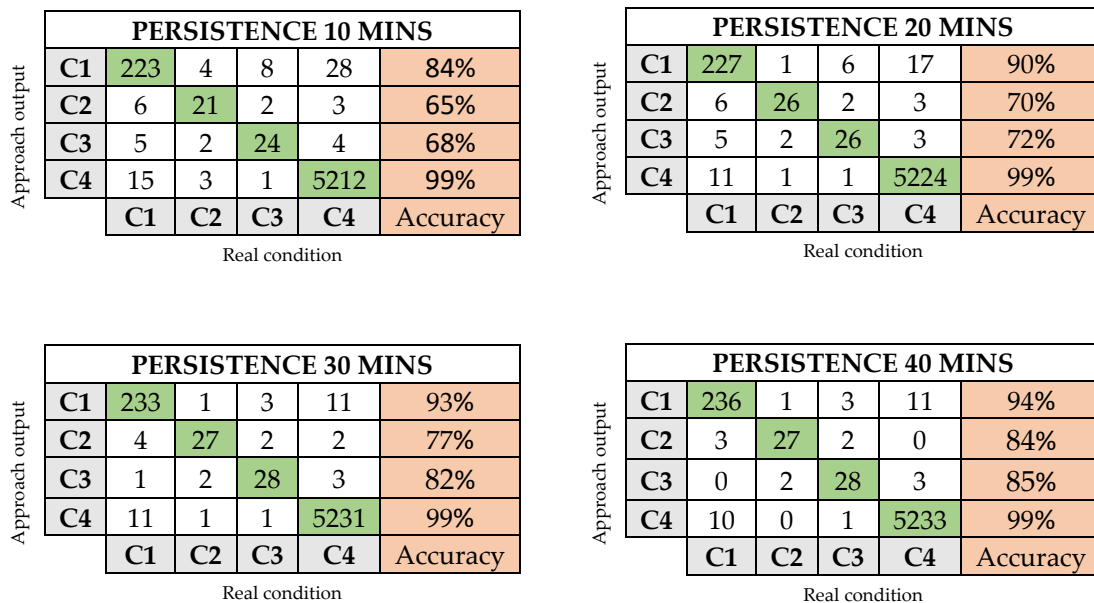 PERSISTENCE 10 MINS
Approach output
C1 223 4 8 28 84%
C2 6 21 2 3 65%
C3 5 2 24 4 68%
C4 15 3 1 5212 99%
C1 C2 C3 C4 Accuracy
Real condition
PERSISTENCE 20 MINS
Approach output
C1 227 1 6 17 90%
C2 6 26 2 3 70%
C3 5 2 26 3 72%
C4 11 1 1 5224 99%
C1 C2 C3 C4 Accuracy
Real condition
PERSISTENCE 30 MINS
Approach output
C1 233 1 3 11 93%
C2 4 27 2 2 77%
C3 1 2 28 3 82%
C4 11 1 1 5231 99%
C1 C2 C3 C4 Accuracy
Real condition
PERSISTENCE 40 MINS
Approach output
C1 236 1 3 11 94%
C2 3 27 2 0 84%
C3 0 2 28 3 85%
C4 10 0 1 5233 99%
C1 C2 C3 C4 Accuracy
Real condition